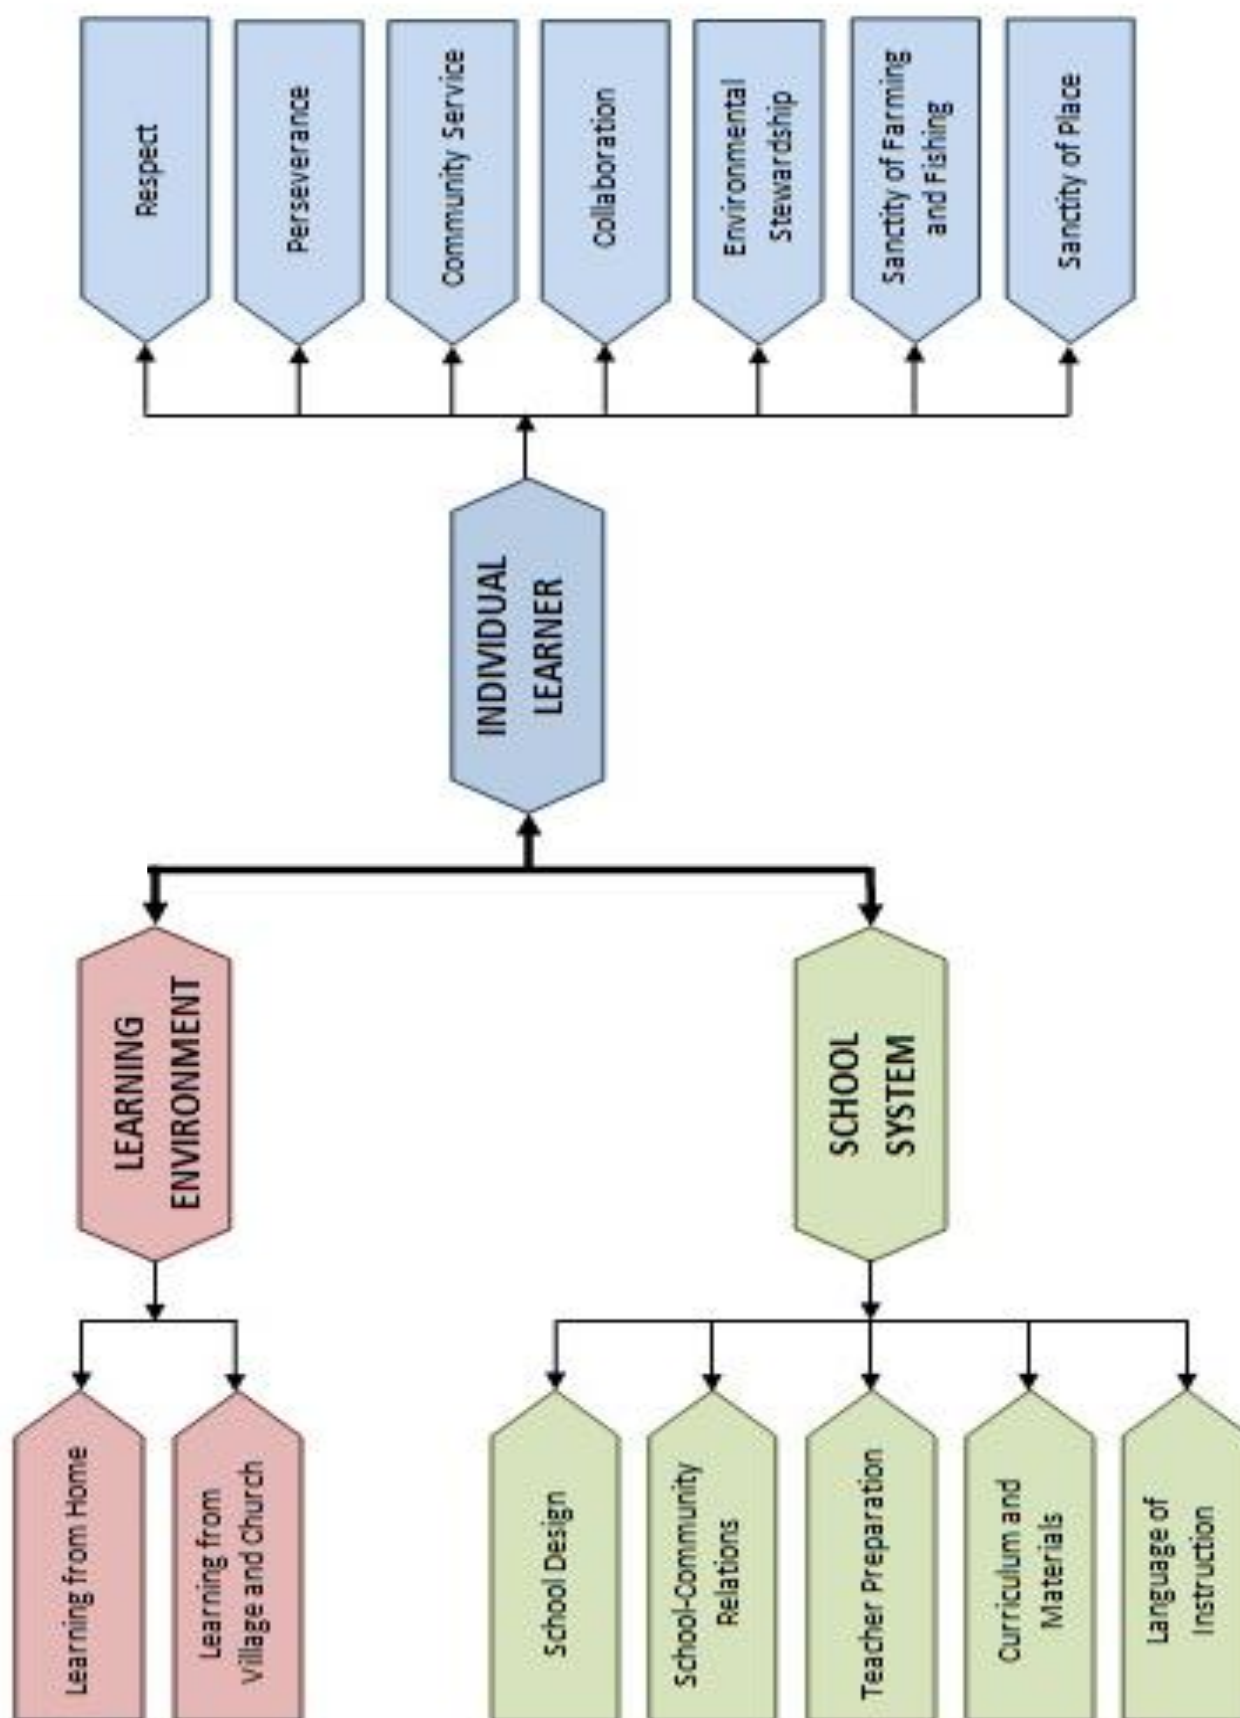 Learning from Home
Learning from
Village and Church
LEARNING
ENVIRONMENT
School Design
School-Community
Relations
Teacher Preparation
Curriculum and
Materials
Language of
Instruction
SCHOOL
SYSTEM
INDIVIDUAL
LEARNER
Respect
Perseverance
Community Service
Collaboration
Environmental
Stewardship
Sanctity of Farming
and Fishing
Sanctity of Place